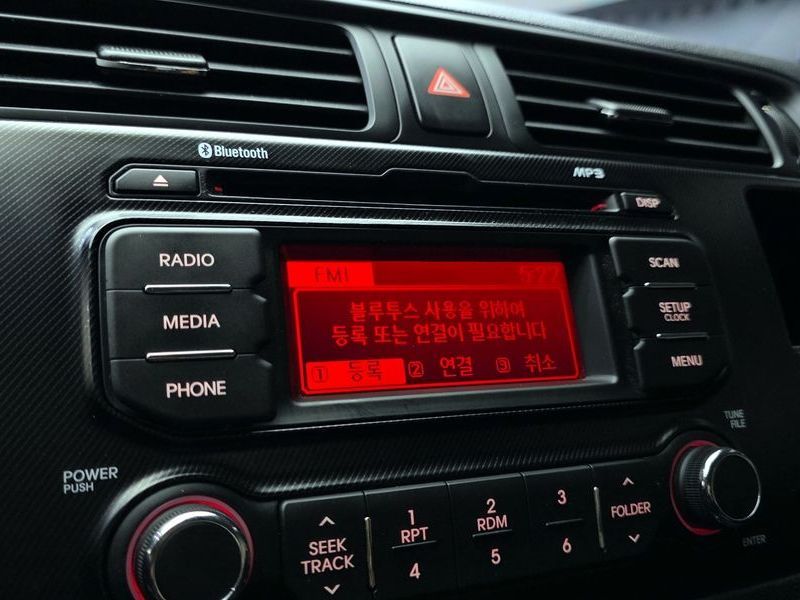 Bluetooth
MP3
DISP
RADIO
MEDIA
PHONE
FM1 5:27
블루투스 사용을 위하여
등록 또는 연결이 필요합니다
① 등록 ② 연결 ③ 취소
SCAN
SETUP
CLOCK
MENU
POWER
PUSH
TUNE
FILE
SEEK
TRACK
1
RPT
4
2
RDM
5
3
6
FOLDER
ENTER